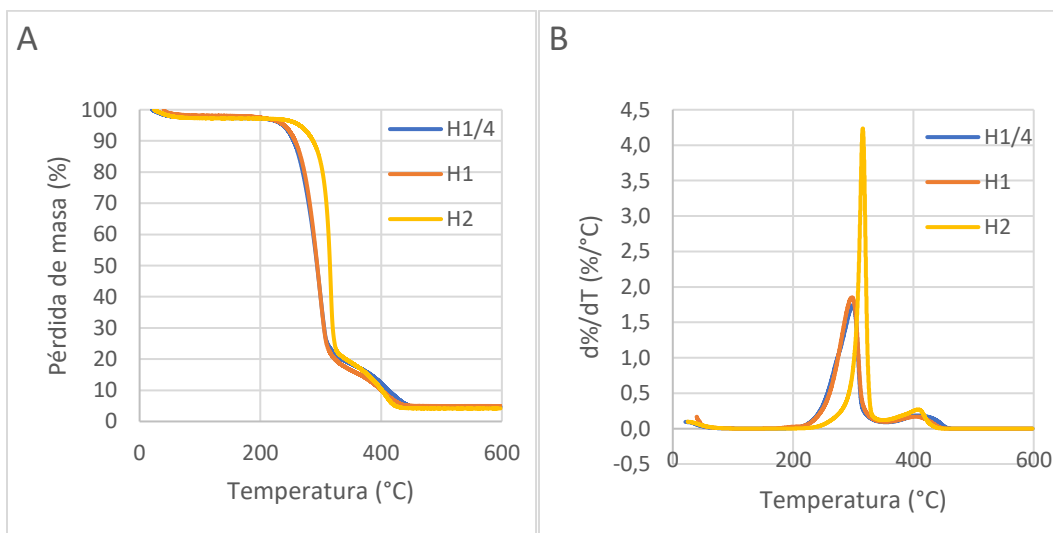 A
100
90
80
70
60
50
40
30
20
10
0
Pérdida de masa (%)
0 200 400 600
Temperatura (°C)
H1/4
H1
H2
B
4,5
4,0
3,5
3,0
2,5
2,0
1,5
1,0
0,5
0,0
-0,5
d%/dT (%/°C)
0 200 400 600
Temperatura (°C)
H1/4
H1
H2